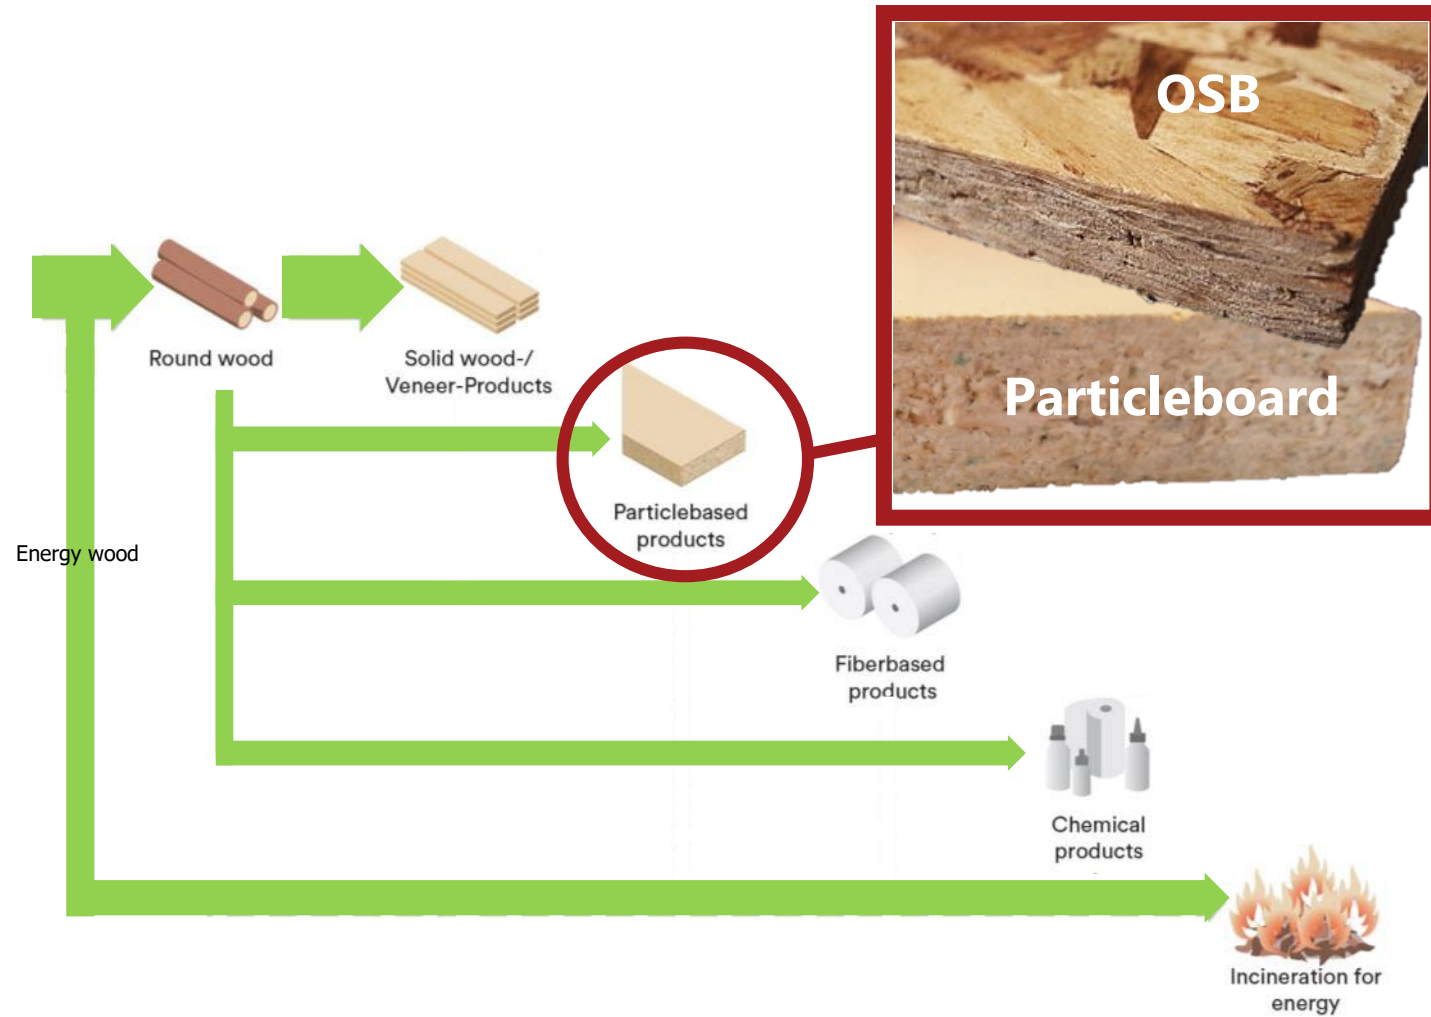 OSB
Particleboard
Round wood
Solid wood-/
Veneer-Products
Particlebased
products
Energy wood
Fiberbased
products
Chemical
products
Incineration for
energy